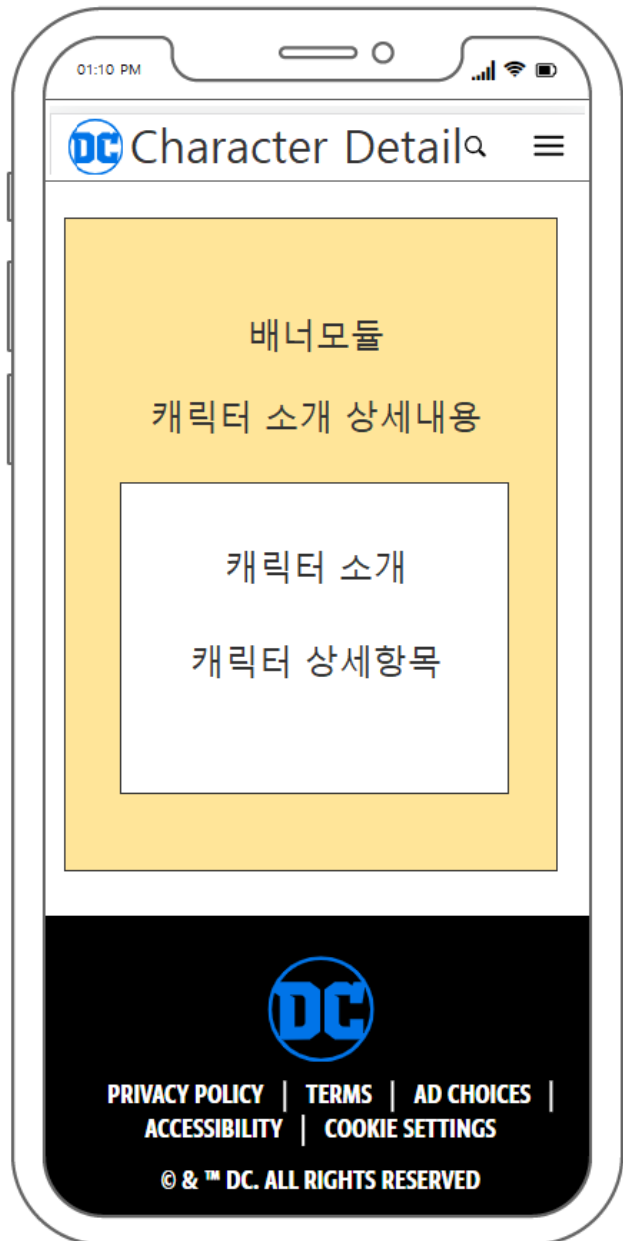 01:10 PM
DC Character Detail
배너모듈
캐릭터 소개 상세내용
캐릭터 소개
캐릭터 상세항목
DC
PRIVACY POLICY | TERMS | AD CHOICES |
ACCESSIBILITY | COOKIE SETTINGS
© & ™ DC. ALL RIGHTS RESERVED